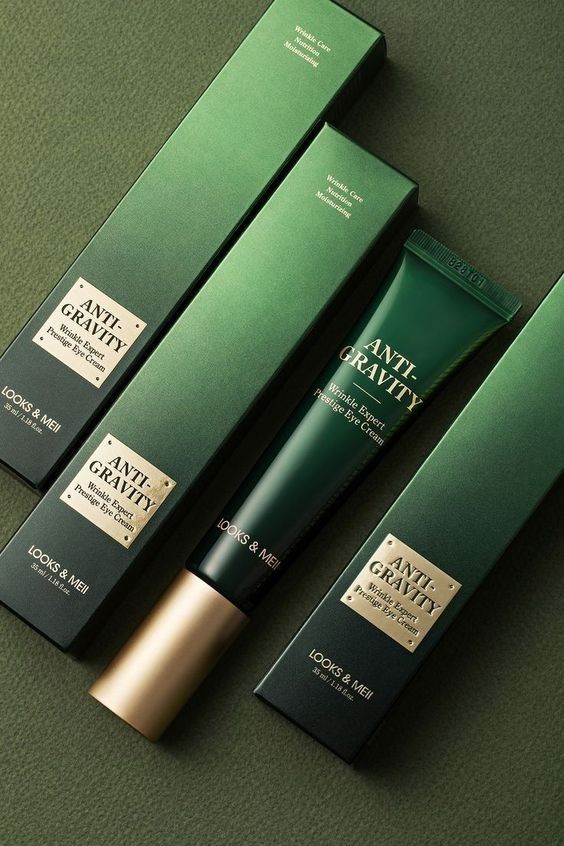 Wrinkle Care
Nutrition
Moisturizing
ANTI-
GRAVITY
Wrinkle Expert
Prestige Eye Cream
LOOKS & MEII
35 ml / 1.18 fl.oz.
Wrinkle Care
Nutrition
Moisturizing
ANTI-
GRAVITY
Wrinkle Expert
Prestige Eye Cream
LOOKS & MEII
35 ml / 1.18 fl.oz.
ANTI-
GRAVITY
Wrinkle Expert
Prestige Eye Cream
LOOKS & MEII
ANTI-
GRAVITY
Wrinkle Expert
Prestige Eye Cream
LOOKS & MEII
35 ml / 1.18 fl.oz.